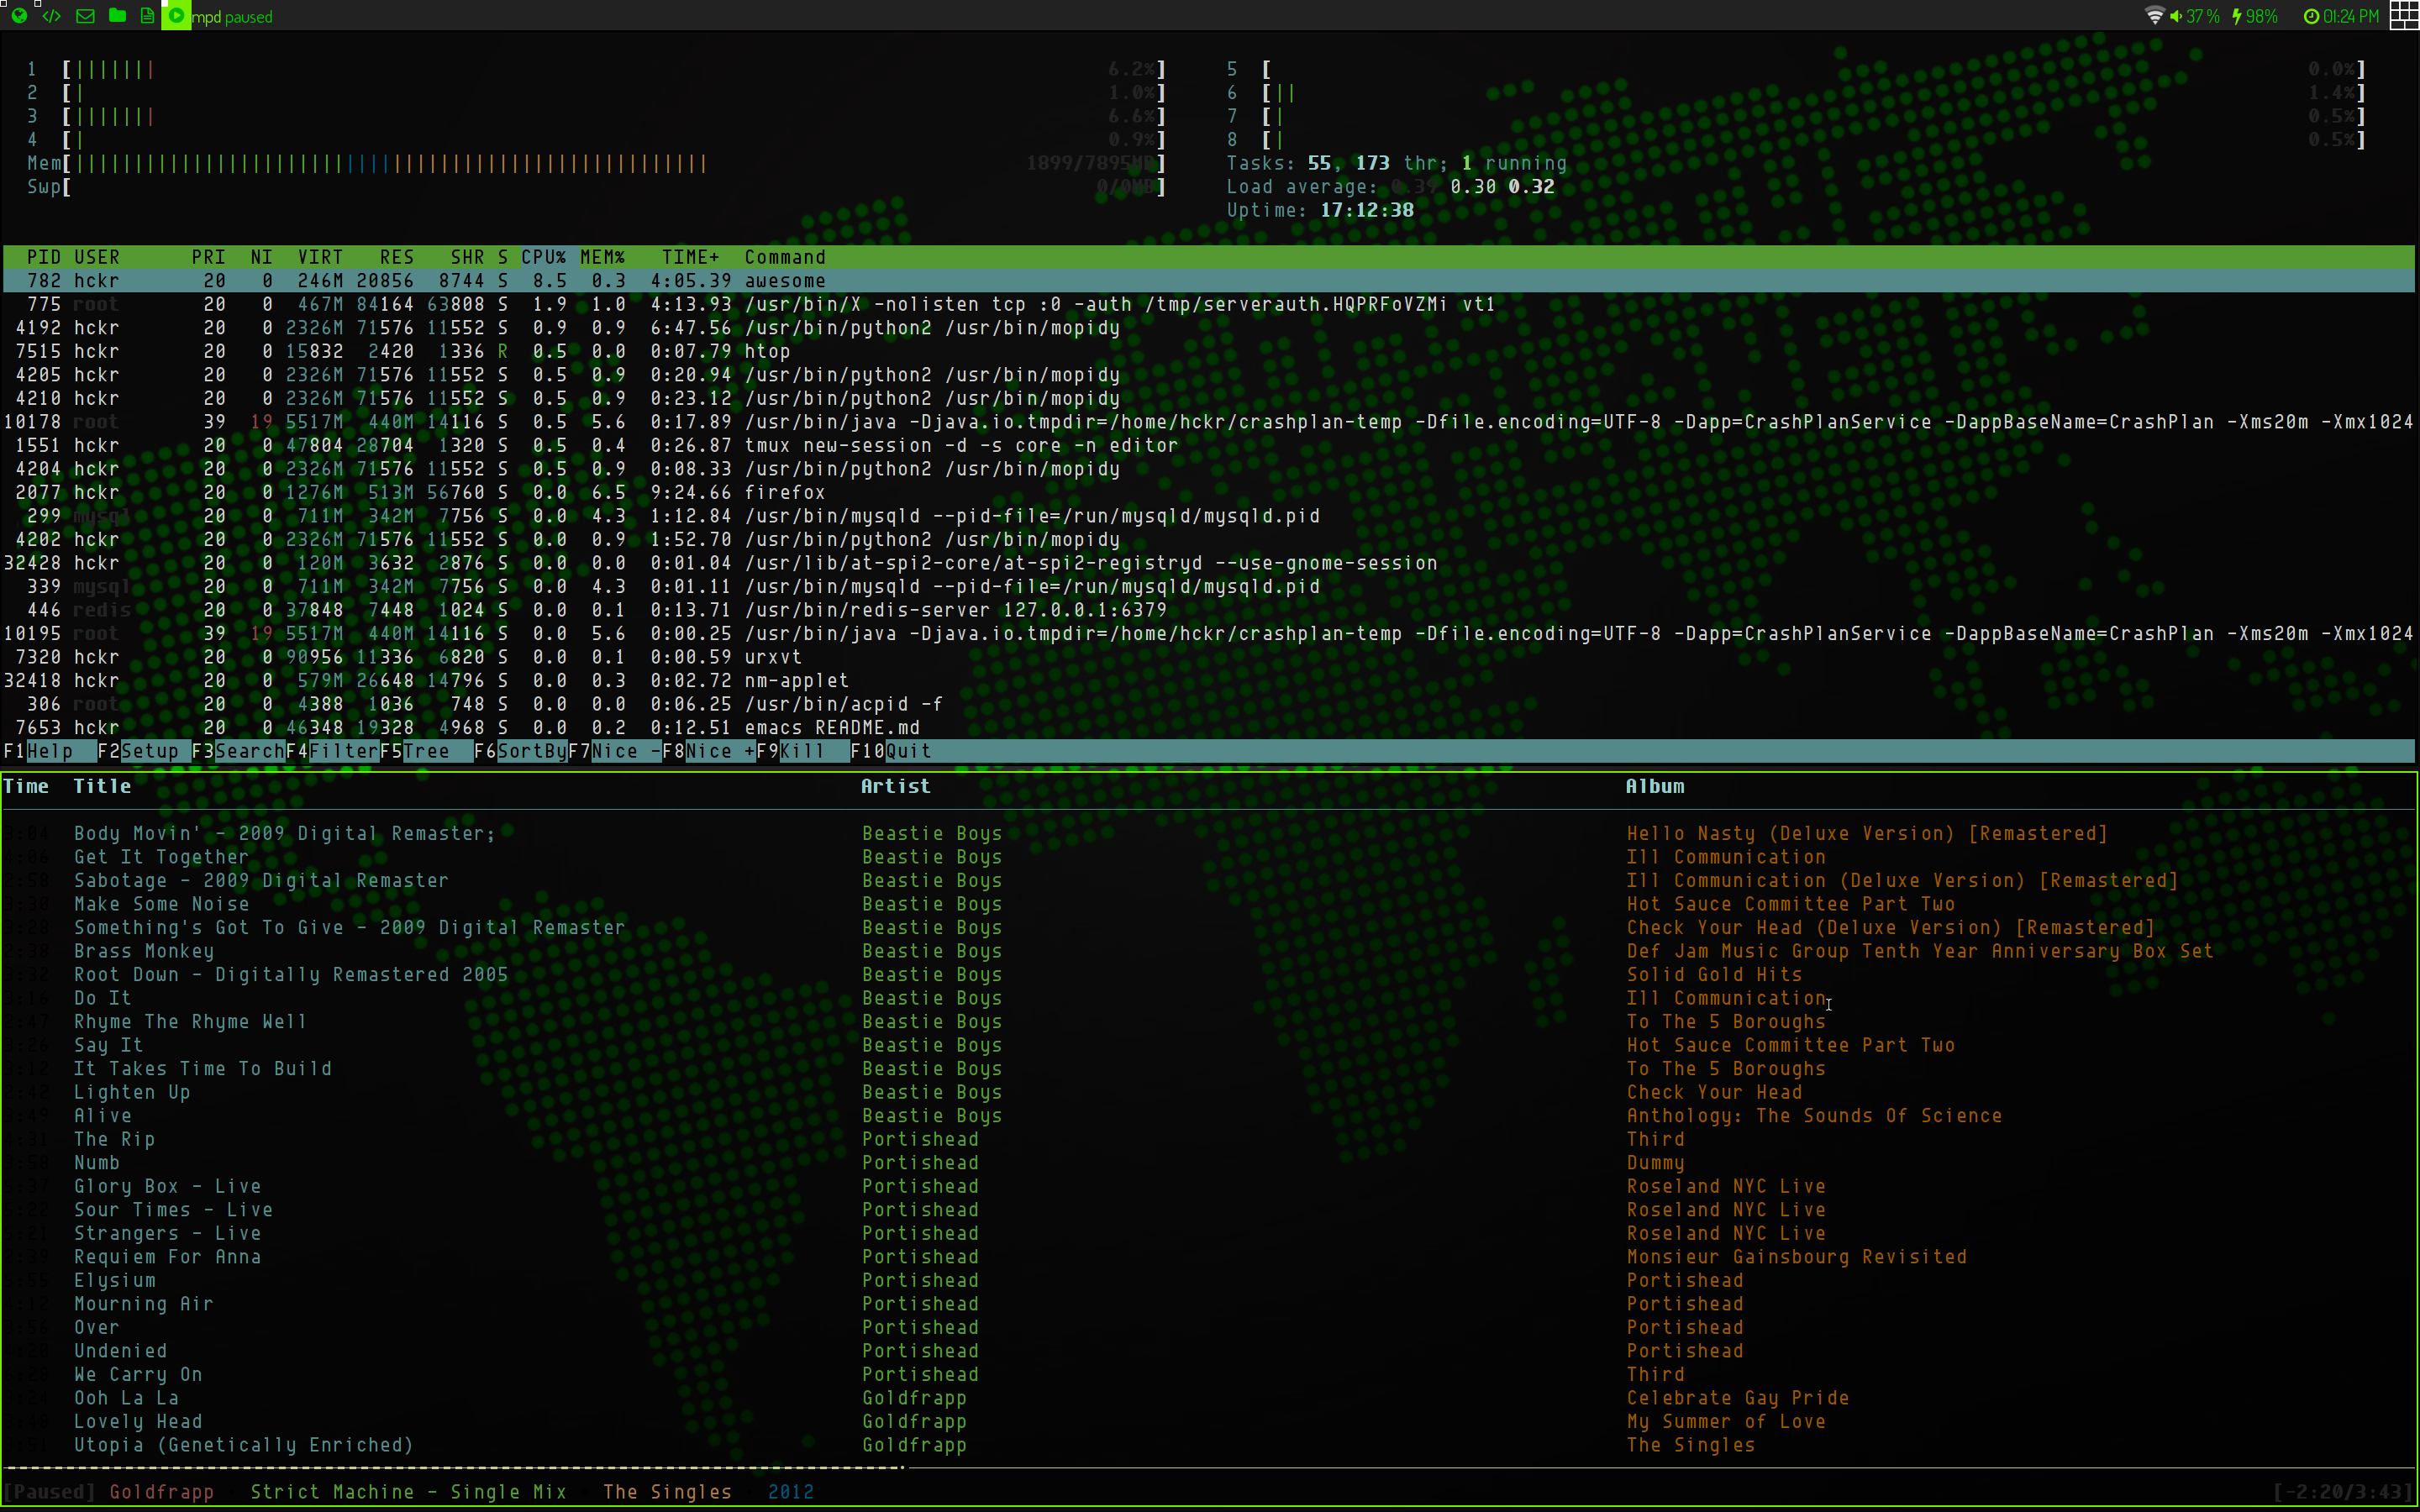 mpd paused 37 % 98% 01:24 PM
1 [||||||| 6.2%] 5 [ 0.0%]
2 [| 1.0%] 6 [|| 1.4%]
3 [||||||| 6.6%] 7 [| 0.5%]
4 [| 0.9%] 8 [| 0.5%]
Mem[ 1899/7895MB] Tasks: 55, 173 thr; 1 running
Swp[ 0/0MB] Load average: 0.39 0.30 0.32
Uptime: 17:12:38
PID USER PRI NI VIRT RES SHR S CPU% MEM% TIME+ Command
782 hckr 20 0 246M 20856 8744 S 8.5 0.3 4:05.39 awesome
775 root 20 0 467M 84164 63808 S 1.9 1.0 4:13.93 /usr/bin/X -nolisten tcp :0 -auth /tmp/serverauth.HQPRFoVZMi vt1
4192 hckr 20 0 2326M 71576 11552 S 0.9 0.9 6:47.56 /usr/bin/python2 /usr/bin/mopidy
7515 hckr 20 0 15832 2420 1336 R 0.5 0.0 0:07.79 htop
4205 hckr 20 0 2326M 71576 11552 S 0.5 0.9 0:20.94 /usr/bin/python2 /usr/bin/mopidy
4210 hckr 20 0 2326M 71576 11552 S 0.5 0.9 0:23.12 /usr/bin/python2 /usr/bin/mopidy
10178 root 39 19 5517M 440M 14116 S 0.5 5.6 0:17.89 /usr/bin/java -Djava.io.tmpdir=/home/hckr/crashplan-temp -Dfile.encoding=UTF-8 -Dapp=CrashPlanService -DappBaseName=CrashPlan -Xms20m -Xmx1024
1551 hckr 20 0 47804 28704 1320 S 0.5 0.4 0:26.87 tmux new-session -d -s core -n editor
4204 hckr 20 0 2326M 71576 11552 S 0.5 0.9 0:08.33 /usr/bin/python2 /usr/bin/mopidy
2077 hckr 20 0 1276M 513M 56760 S 0.0 6.5 9:24.66 firefox
299 mysql 20 0 711M 342M 7756 S 0.0 4.3 1:12.84 /usr/bin/mysqld --pid-file=/run/mysqld/mysqld.pid
4202 hckr 20 0 2326M 71576 11552 S 0.0 0.9 1:52.70 /usr/bin/python2 /usr/bin/mopidy
32428 hckr 20 0 120M 3632 2876 S 0.0 0.0 0:01.04 /usr/lib/at-spi2-core/at-spi2-registryd --use-gnome-session
339 mysql 20 0 711M 342M 7756 S 0.0 4.3 0:01.11 /usr/bin/mysqld --pid-file=/run/mysqld/mysqld.pid
446 redis 20 0 37848 7448 1024 S 0.0 0.1 0:13.71 /usr/bin/redis-server 127.0.0.1:6379
10195 root 39 19 5517M 440M 14116 S 0.0 5.6 0:00.25 /usr/bin/java -Djava.io.tmpdir=/home/hckr/crashplan-temp -Dfile.encoding=UTF-8 -Dapp=CrashPlanService -DappBaseName=CrashPlan -Xms20m -Xmx1024
7320 hckr 20 0 90956 11336 6820 S 0.0 0.1 0:00.59 urxvt
32418 hckr 20 0 579M 26648 14796 S 0.0 0.3 0:02.72 nm-applet
306 root 20 0 4388 1036 748 S 0.0 0.0 0:06.25 /usr/bin/acpid -f
7653 hckr 20 0 46348 19328 4968 S 0.0 0.2 0:12.51 emacs README.md
F1Help F2Setup F3SearchF4FilterF5Tree F6SortByF7Nice -F8Nice +F9Kill F10Quit
Time Title Artist Album
Body Movin' - 2009 Digital Remaster; Beastie Boys Hello Nasty (Deluxe Version) [Remastered]
Get It Together Beastie Boys Ill Communication
Sabotage - 2009 Digital Remaster Beastie Boys Ill Communication (Deluxe Version) [Remastered]
Make Some Noise Beastie Boys Hot Sauce Committee Part Two
Something's Got To Give - 2009 Digital Remaster Beastie Boys Check Your Head (Deluxe Version) [Remastered]
Brass Monkey Beastie Boys Def Jam Music Group Tenth Year Anniversary Box Set
Root Down - Digitally Remastered 2005 Beastie Boys Solid Gold Hits
Do It Beastie Boys Ill Communication
Rhyme The Rhyme Well Beastie Boys To The 5 Boroughs
Say It Beastie Boys Hot Sauce Committee Part Two
It Takes Time To Build Beastie Boys To The 5 Boroughs
Lighten Up Beastie Boys Check Your Head
Alive Beastie Boys Anthology: The Sounds Of Science
The Rip Portishead Third
Numb Portishead Dummy
Glory Box - Live Portishead Roseland NYC Live
Sour Times - Live Portishead Roseland NYC Live
Strangers - Live Portishead Roseland NYC Live
Requiem For Anna Portishead Monsieur Gainsbourg Revisited
Elysium Portishead Portishead
Mourning Air Portishead Portishead
Over Portishead Portishead
Undenied Portishead Portishead
We Carry On Portishead Third
Ooh La La Goldfrapp Celebrate Gay Pride
Lovely Head Goldfrapp My Summer of Love
Utopia (Genetically Enriched) Goldfrapp The Singles
[Paused] Goldfrapp Strict Machine - Single Mix The Singles 2012 [-2:20/3:43]